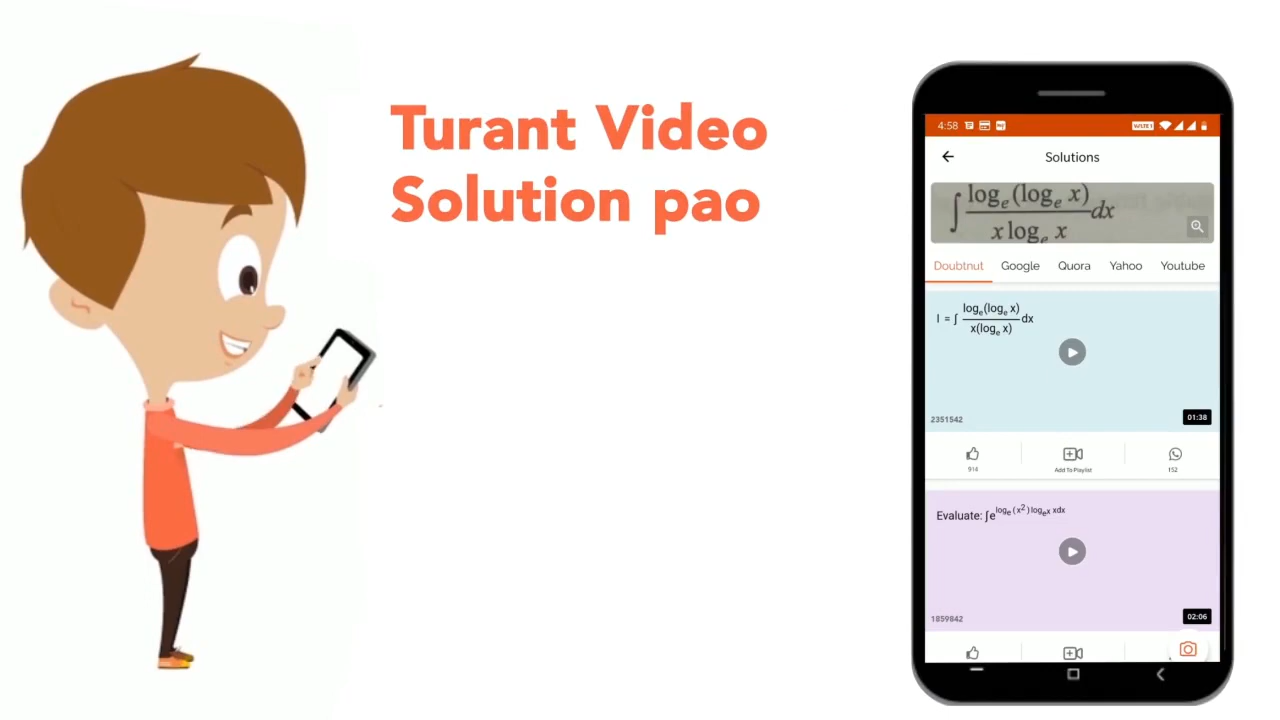 Turant Video
Solution pao
4:58
VoLTE1
Solutions
∫ logₑ(logₑ x) / x logₑ x dx
Doubtnut Google Quora Yahoo Youtube
I = ∫ logₑ(logₑ x) / x(logₑ x) dx
2351542
01:38
914 Add To Playlist 152
Evaluate: ∫e^logₑ(x²)logₑx xdx
1859842
02:06